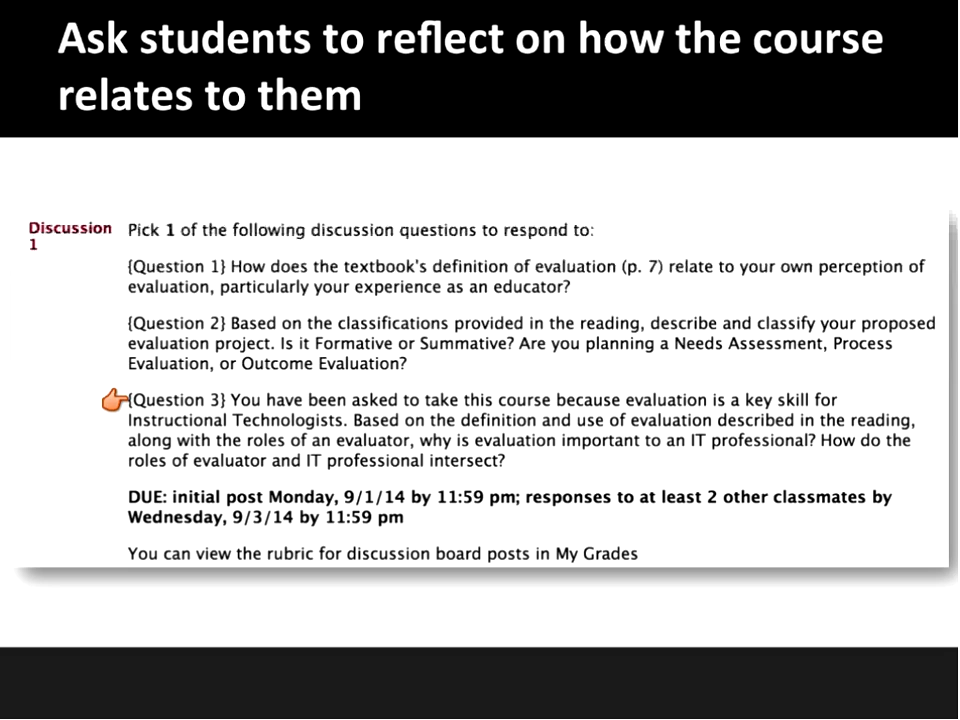 Ask students to reflect on how the course
relates to them
Discussion
1
Pick 1 of the following discussion questions to respond to:
{Question 1} How does the textbook's definition of evaluation (p. 7) relate to your own perception of
evaluation, particularly your experience as an educator?
{Question 2} Based on the classifications provided in the reading, describe and classify your proposed
evaluation project. Is it Formative or Summative? Are you planning a Needs Assessment, Process
Evaluation, or Outcome Evaluation?
{Question 3} You have been asked to take this course because evaluation is a key skill for
Instructional Technologists. Based on the definition and use of evaluation described in the reading,
along with the roles of an evaluator, why is evaluation important to an IT professional? How do the
roles of evaluator and IT professional intersect?
DUE: initial post Monday, 9/1/14 by 11:59 pm; responses to at least 2 other classmates by
Wednesday, 9/3/14 by 11:59 pm
You can view the rubric for discussion board posts in My Grades